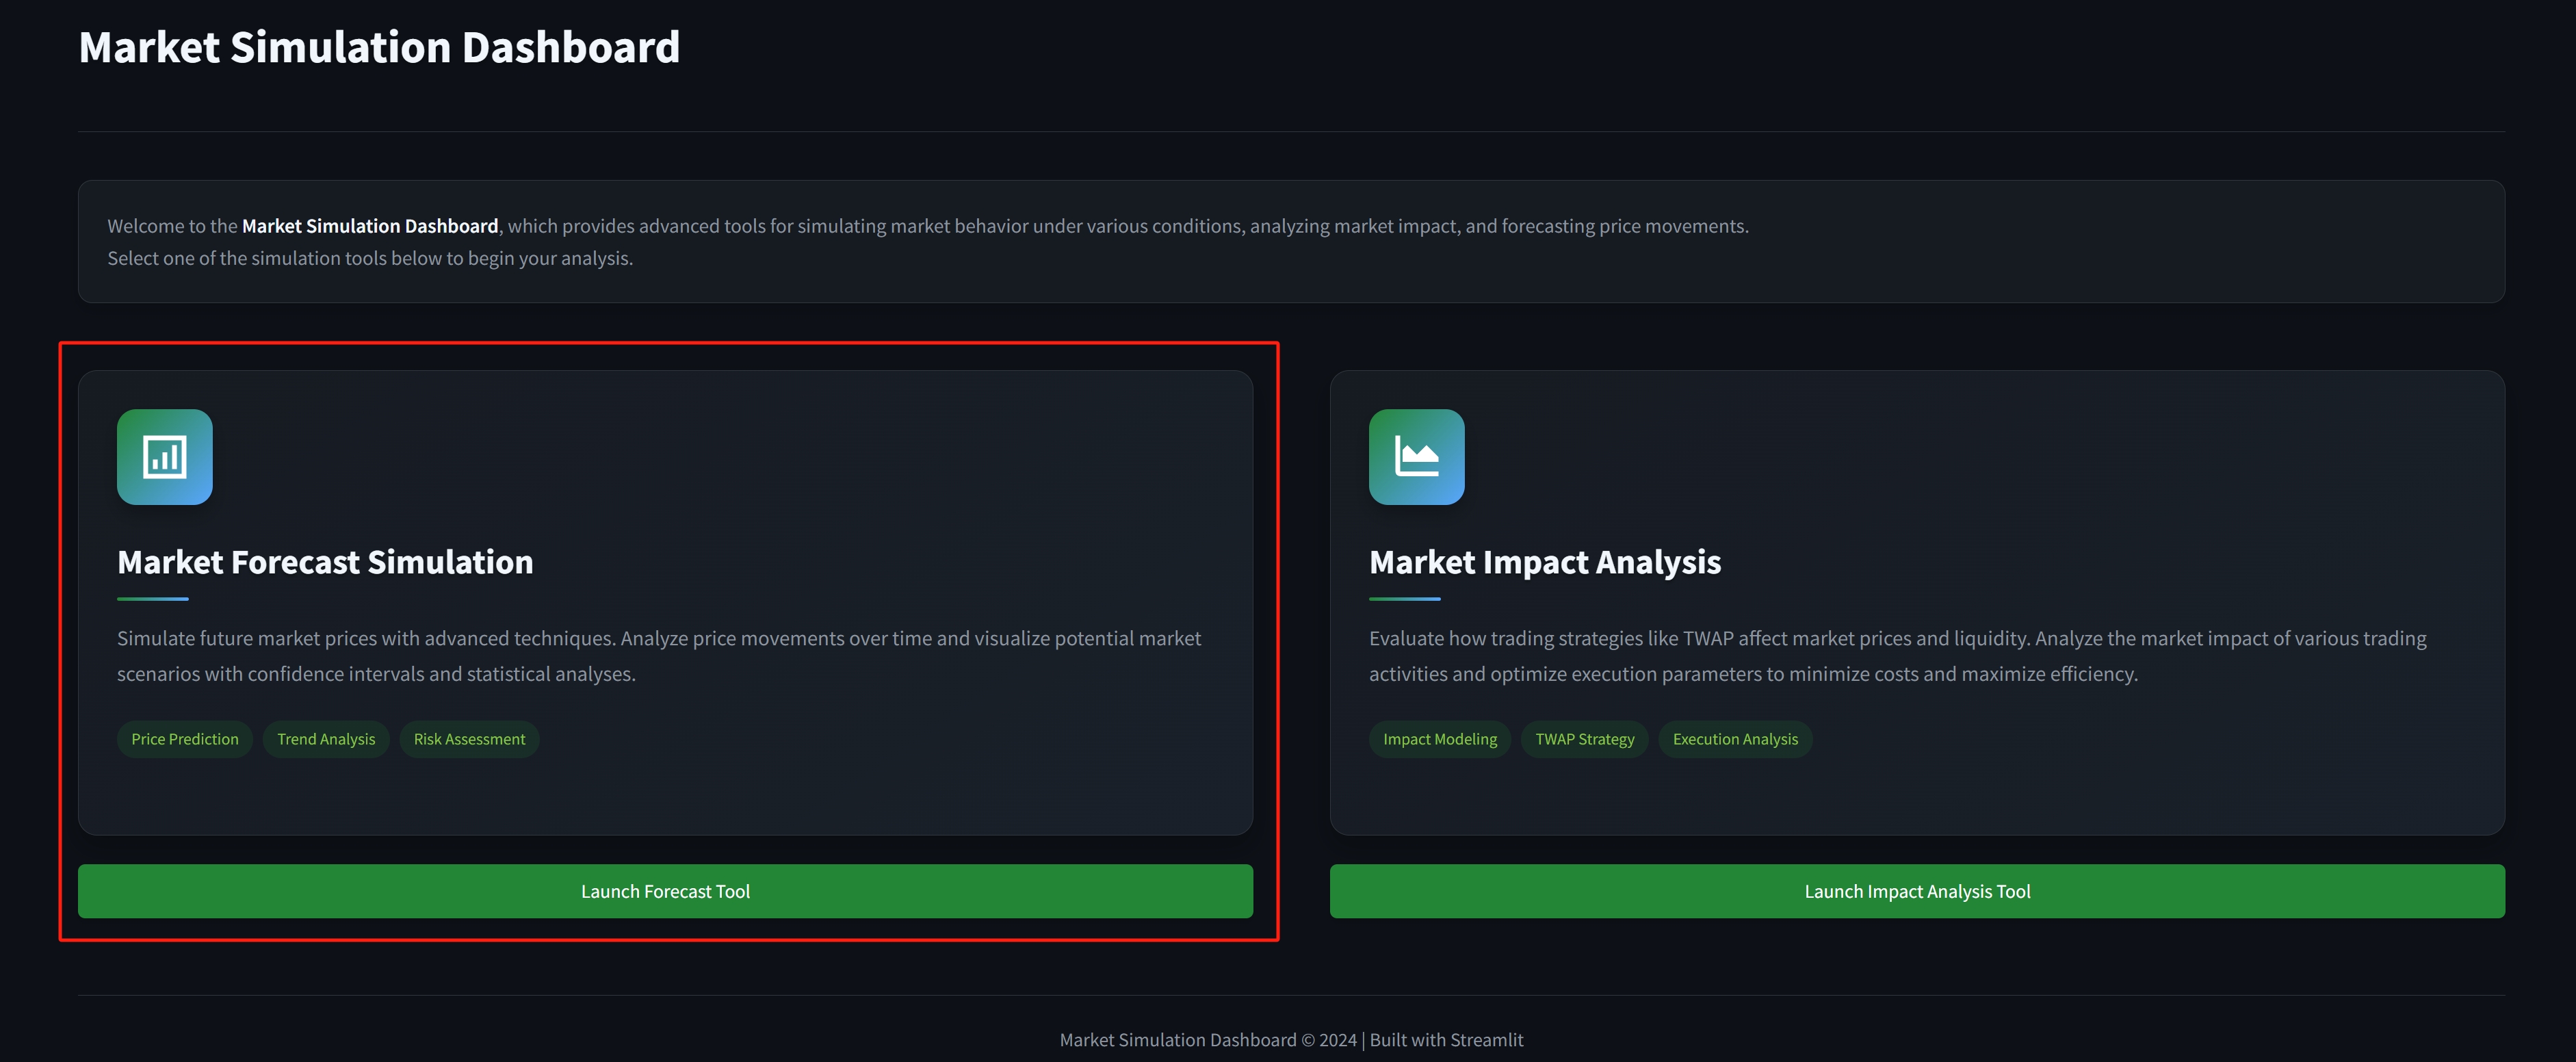 Market Simulation Dashboard
Welcome to the Market Simulation Dashboard, which provides advanced tools for simulating market behavior under various conditions, analyzing market impact, and forecasting price movements.
Select one of the simulation tools below to begin your analysis.
Market Forecast Simulation
Simulate future market prices with advanced techniques. Analyze price movements over time and visualize potential market
scenarios with confidence intervals and statistical analyses.
Price Prediction Trend Analysis Risk Assessment
Launch Forecast Tool
Market Impact Analysis
Evaluate how trading strategies like TWAP affect market prices and liquidity. Analyze the market impact of various trading
activities and optimize execution parameters to minimize costs and maximize efficiency.
Impact Modeling TWAP Strategy Execution Analysis
Launch Impact Analysis Tool
Market Simulation Dashboard © 2024 | Built with Streamlit